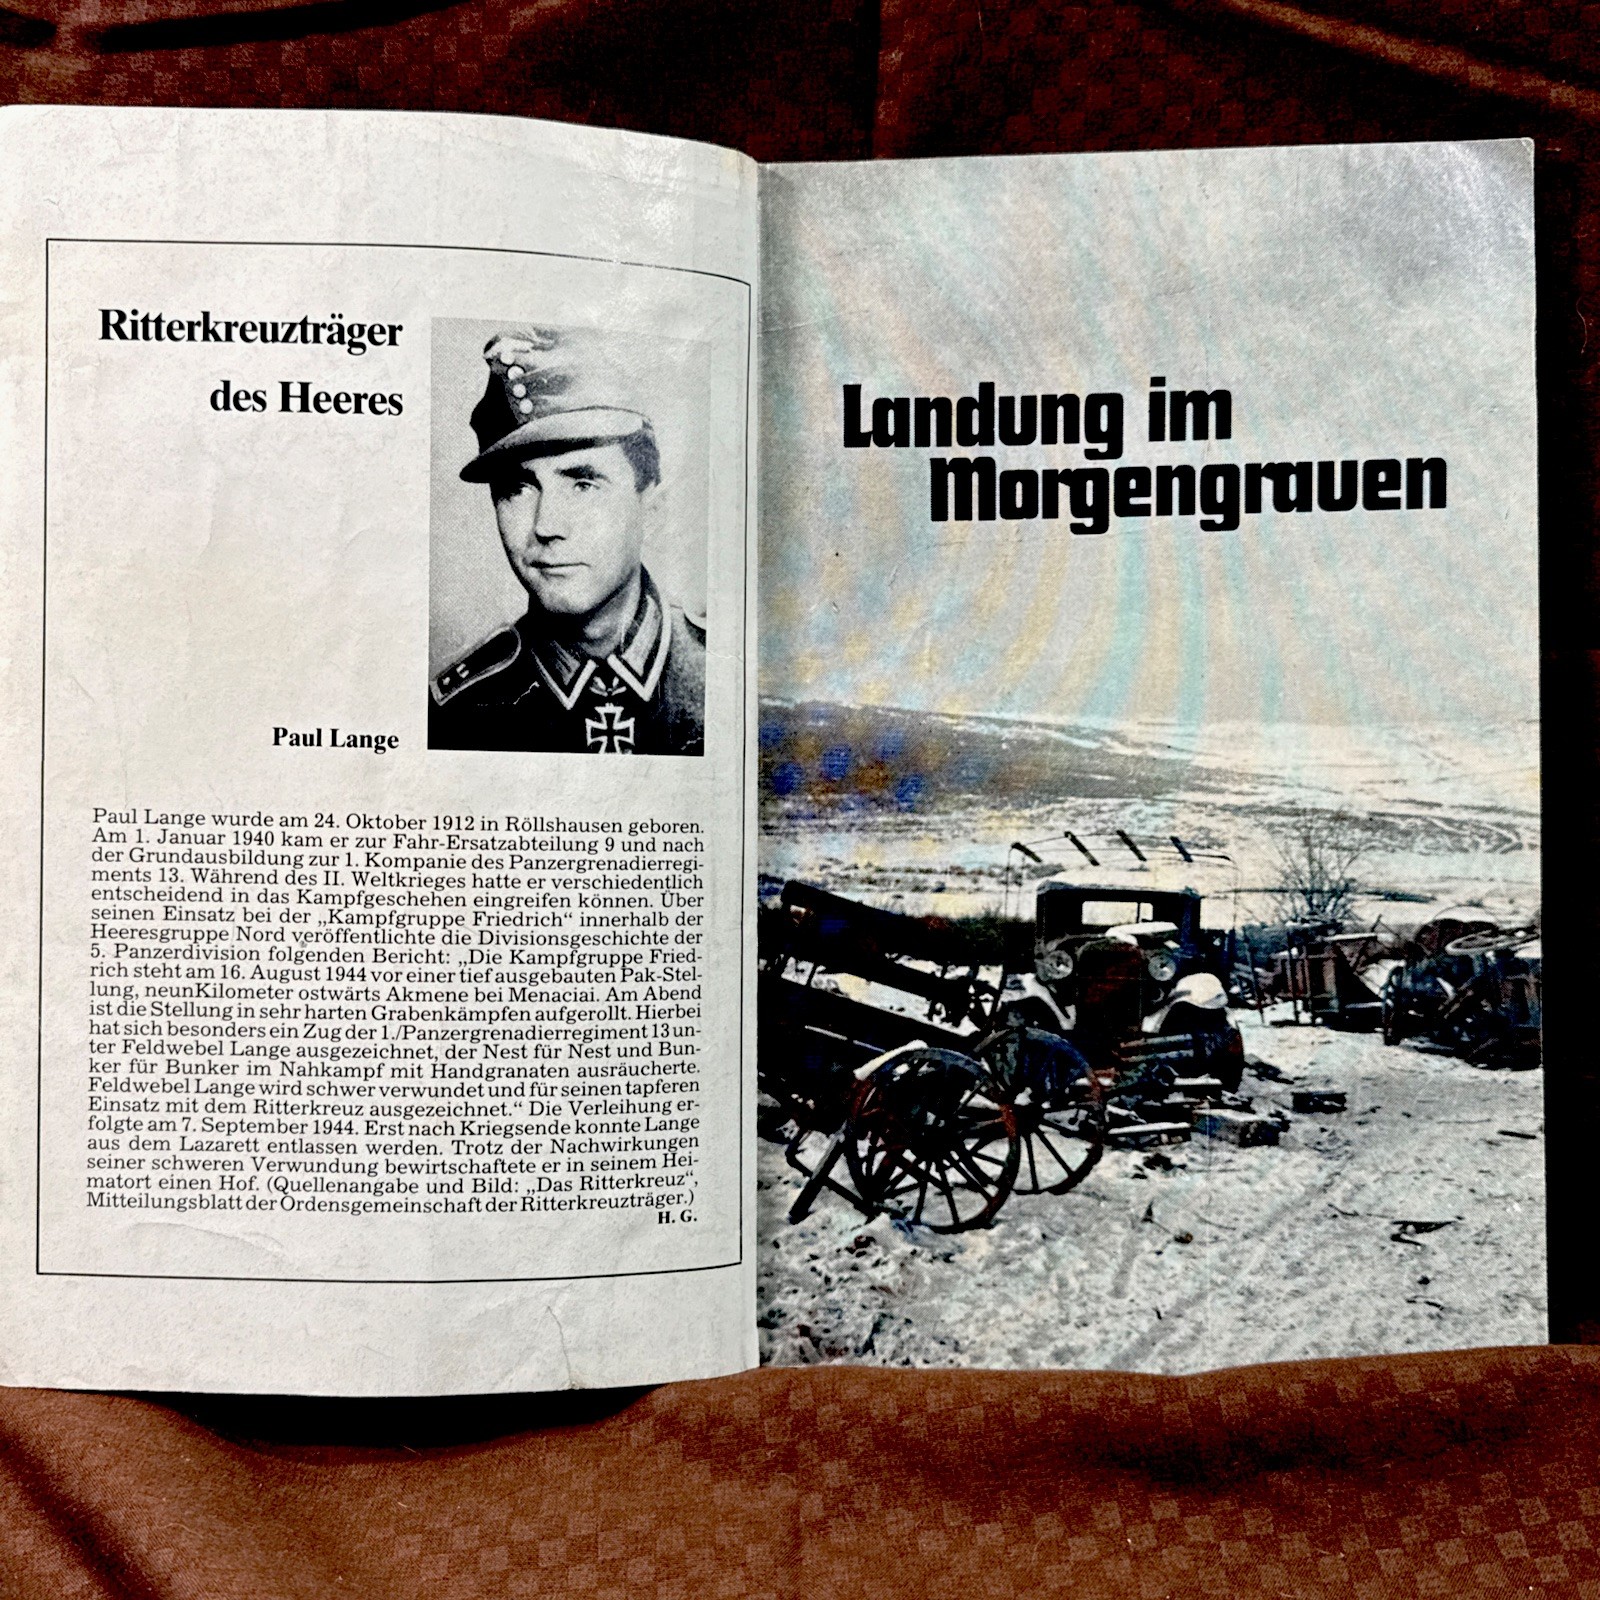 Ritterkreuzträger
des Heeres
Paul Lange
Paul Lange wurde am 24. Oktober 1912 in Röllshausen geboren.
Am 1. Januar 1940 kam er zur Fahr-Ersatzabteilung 9 und nach
der Grundausbildung zur 1. Kompanie des Panzergrenadierregi-
ments 13. Während des II. Weltkrieges hatte er verschiedentlich
entscheidend in das Kampfgeschehen eingreifen können. Über
seinen Einsatz bei der „Kampfgruppe Friedrich“ innerhalb der
Heeresgruppe Nord veröffentlichte die Divisionsgeschichte der
5. Panzerdivision folgenden Bericht: „Die Kampfgruppe Fried-
rich steht am 16. August 1944 vor einer tief ausgebauten Pak-Stel-
lung, neunKilometer ostwärts Akmene bei Menaciai. Am Abend
ist die Stellung in sehr harten Grabenkämpfen aufgerollt. Hierbei
hat sich besonders ein Zug der 1./Panzergrenadierregiment 13 un-
ter Feldwebel Lange ausgezeichnet, der Nest für Nest und Bun-
ker für Bunker im Nahkampf mit Handgranaten ausräucherte.
Feldwebel Lange wird schwer verwundet und für seinen tapferen
Einsatz mit dem Ritterkreuz ausgezeichnet.“ Die Verleihung er-
folgte am 7. September 1944. Erst nach Kriegsende konnte Lange
aus dem Lazarett entlassen werden. Trotz der Nachwirkungen
seiner schweren Verwundung bewirtschaftete er in seinem Hei-
matort einen Hof. (Quellenangabe und Bild: „Das Ritterkreuz“,
Mitteilungsblatt der Ordensgemeinschaft der Ritterkreuzträger.)
H. G.
Landung im
Morgengrauen